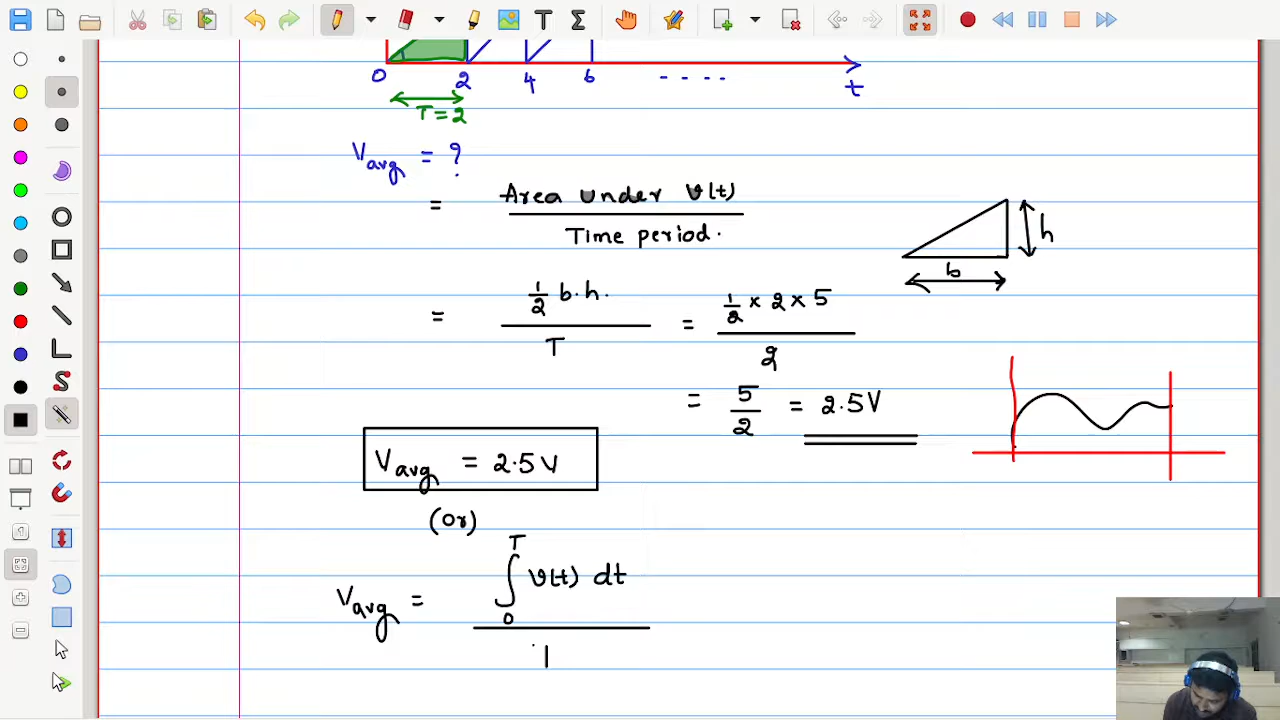 0 2 4 6 - - - - t
T = 2
Vavg = ?
= Area under v(t)
Time period.
h
b
= 1/2 b.h. / T = 1/2 × 2 × 5 / 2
= 5/2 = 2.5V
Vavg = 2.5 V
(or)
Vavg = ∫ 0 T v(t) dt